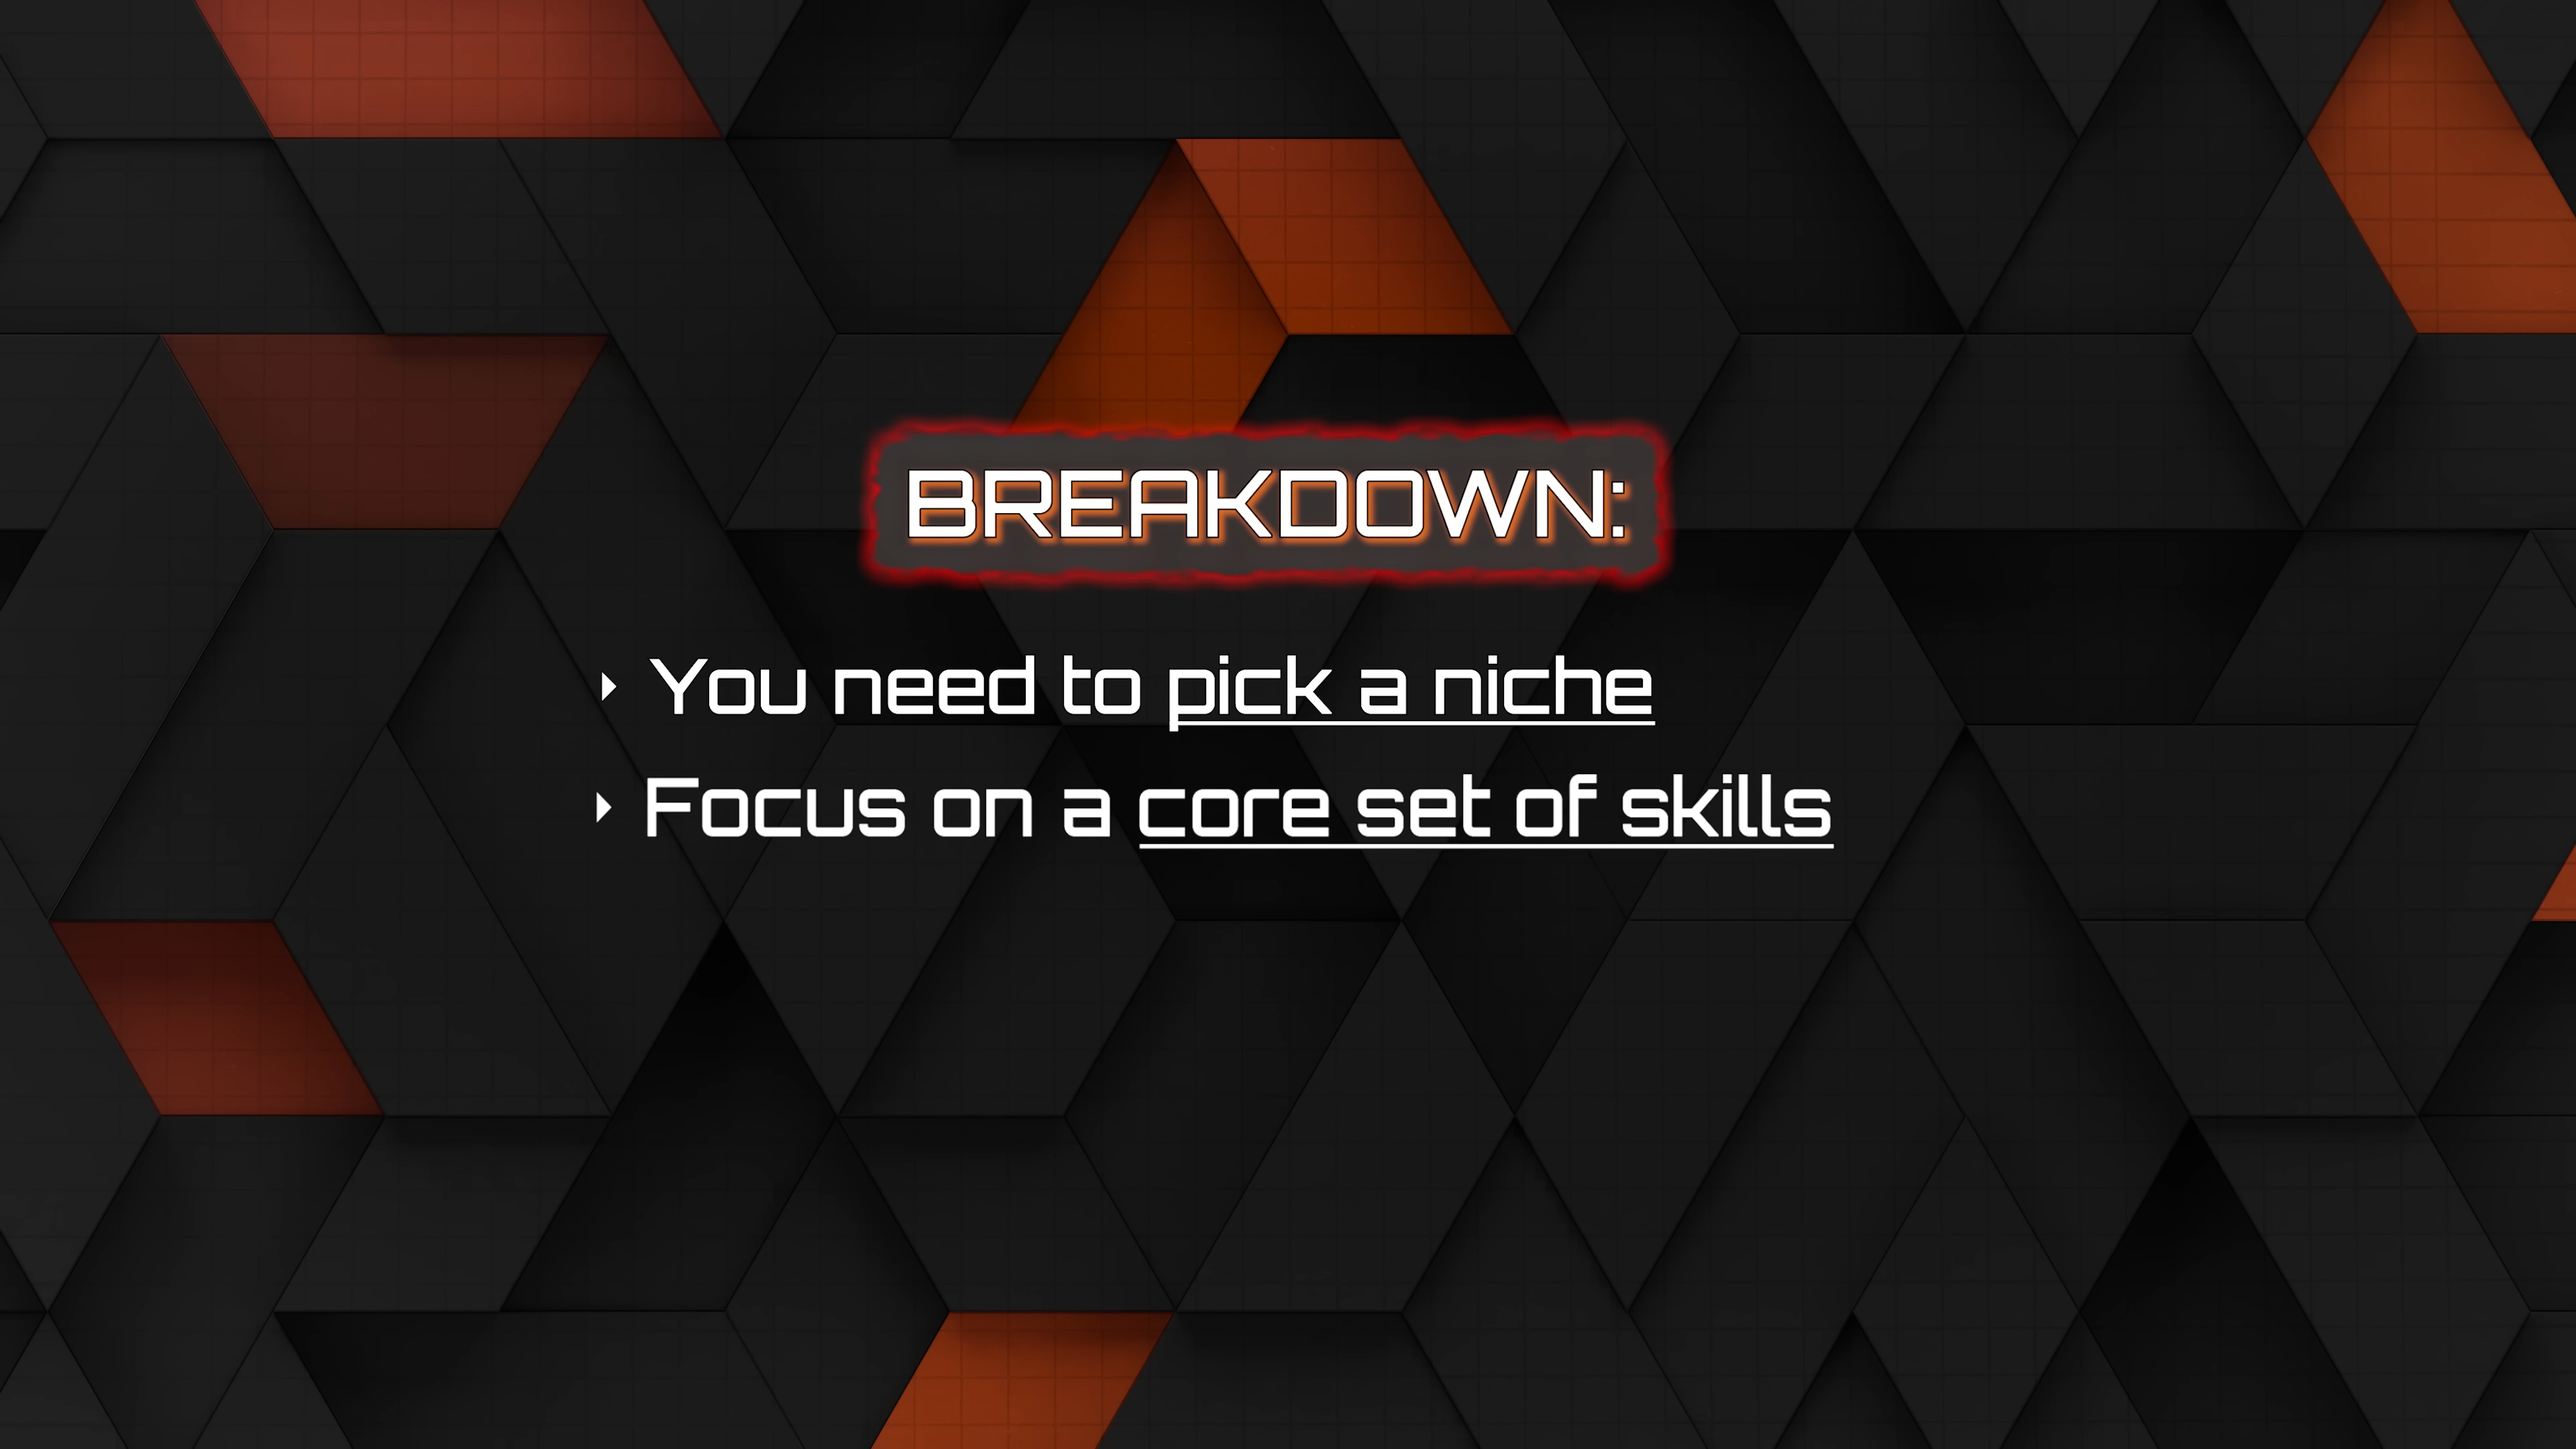 BREAKDOWN:
‣ You need to pick a niche
‣ Focus on a core set of skills